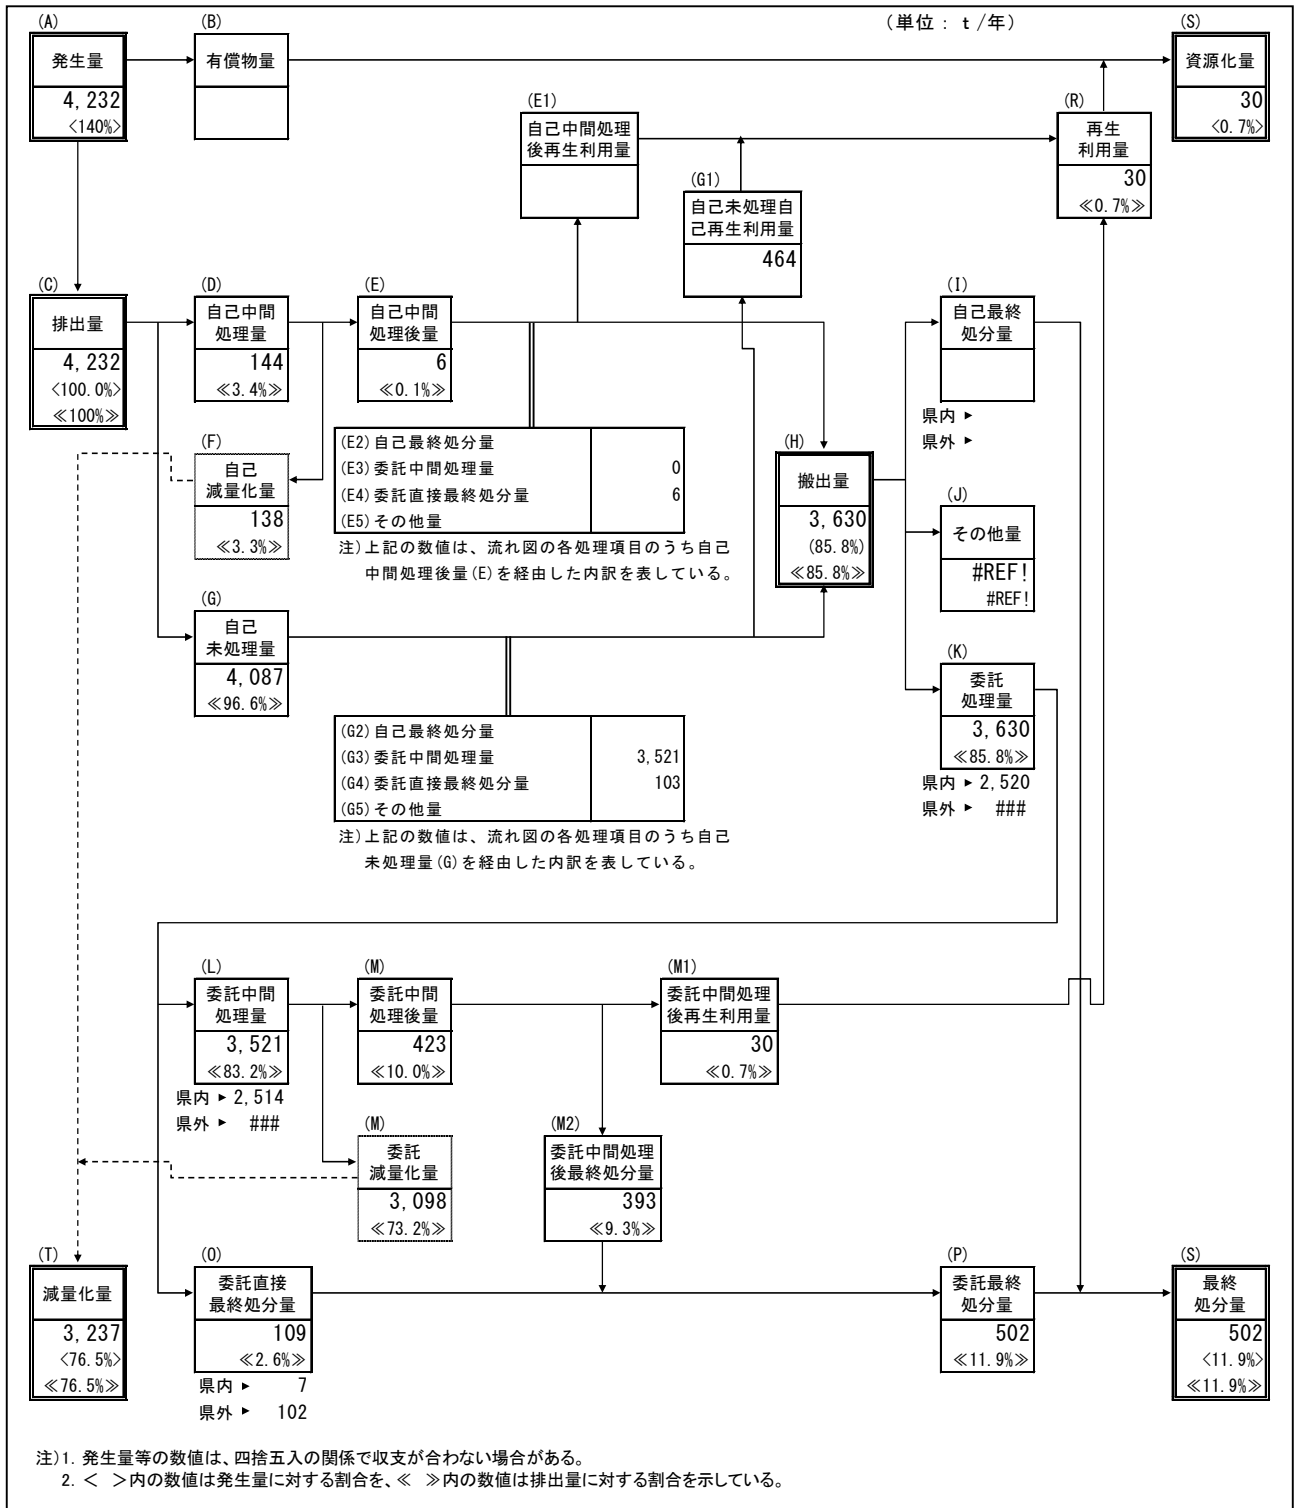 (単位：ｔ/年)
(A)
発生量
4,232
<140%>
(B)
有償物量
(S)
資源化量
30
<0.7%>
(E1)
自己中間処理
後再生利用量
(R)
再生
利用量
30
≪0.7%≫
(G1)
自己未処理自
己再生利用量
464
(C)
排出量
4,232
<100.0%>
≪100%≫
(D)
自己中間
処理量
144
≪3.4%≫
(E)
自己中間
処理後量
6
≪0.1%≫
(I)
自己最終
処分量
県内 ►
県外 ►
(F)
自己
減量化量
138
≪3.3%≫
(E2)自己最終処分量
(E3)委託中間処理量 0
(E4)委託直接最終処分量 6
(E5)その他量
注)上記の数値は、流れ図の各処理項目のうち自己
中間処理後量(E)を経由した内訳を表している。
(H)
搬出量
3,630
(85.8%)
≪85.8%≫
(J)
その他量
#REF!
#REF!
(G)
自己
未処理量
4,087
≪96.6%≫
(K)
委託
処理量
3,630
≪85.8%≫
県内 ► 2,520
県外 ► ###
(G2)自己最終処分量
(G3)委託中間処理量 3,521
(G4)委託直接最終処分量 103
(G5)その他量
注)上記の数値は、流れ図の各処理項目のうち自己
未処理量(G)を経由した内訳を表している。
(L)
委託中間
処理量
3,521
≪83.2%≫
県内 ► 2,514
県外 ► ###
(M)
委託中間
処理後量
423
≪10.0%≫
(M1)
委託中間処理
後再生利用量
30
≪0.7%≫
(M)
委託
減量化量
3,098
≪73.2%≫
(M2)
委託中間処理
後最終処分量
393
≪9.3%≫
(T)
減量化量
3,237
<76.5%>
≪76.5%≫
(O)
委託直接
最終処分量
109
≪2.6%≫
県内 ► 7
県外 ► 102
(P)
委託最終
処分量
502
≪11.9%≫
(S)
最終
処分量
502
<11.9%>
≪11.9%≫
注)1. 発生量等の数値は、四捨五入の関係で収支が合わない場合がある。
2. ＜　＞内の数値は発生量に対する割合を、≪　≫内の数値は排出量に対する割合を示している。